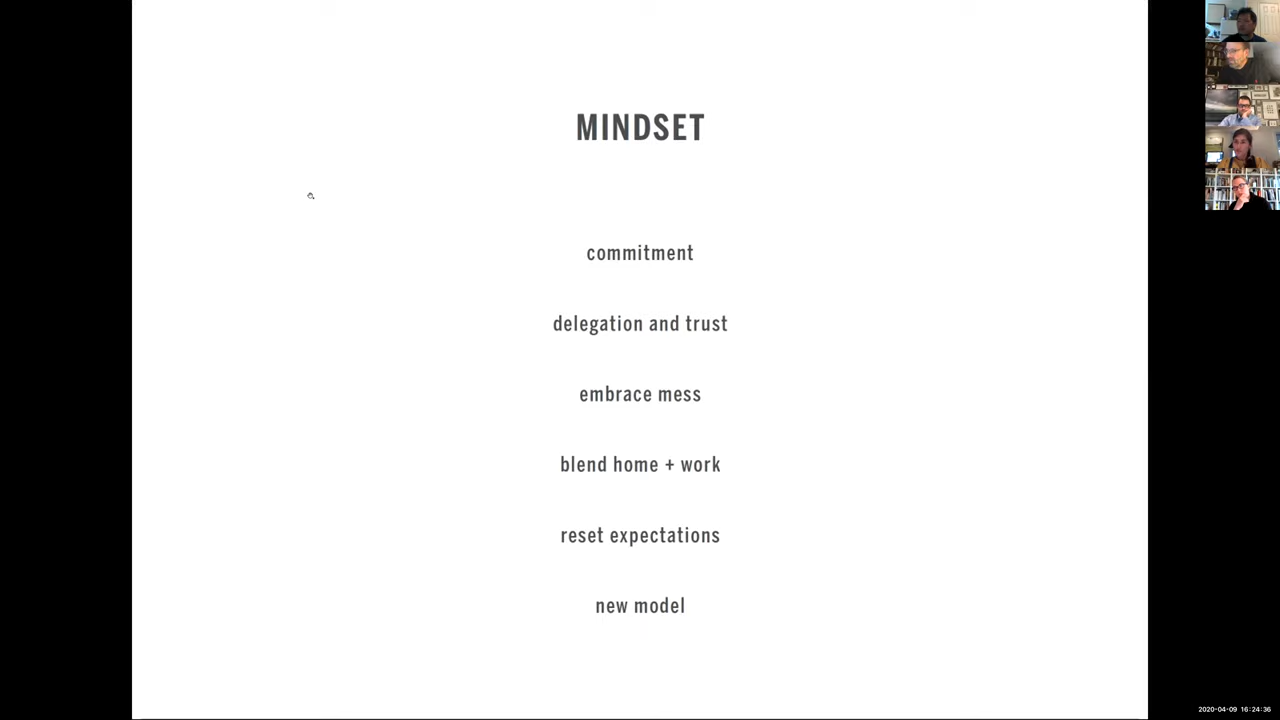 MINDSET
commitment
delegation and trust
embrace mess
blend home + work
reset expectations
new model
2020-04-09 16:24:36